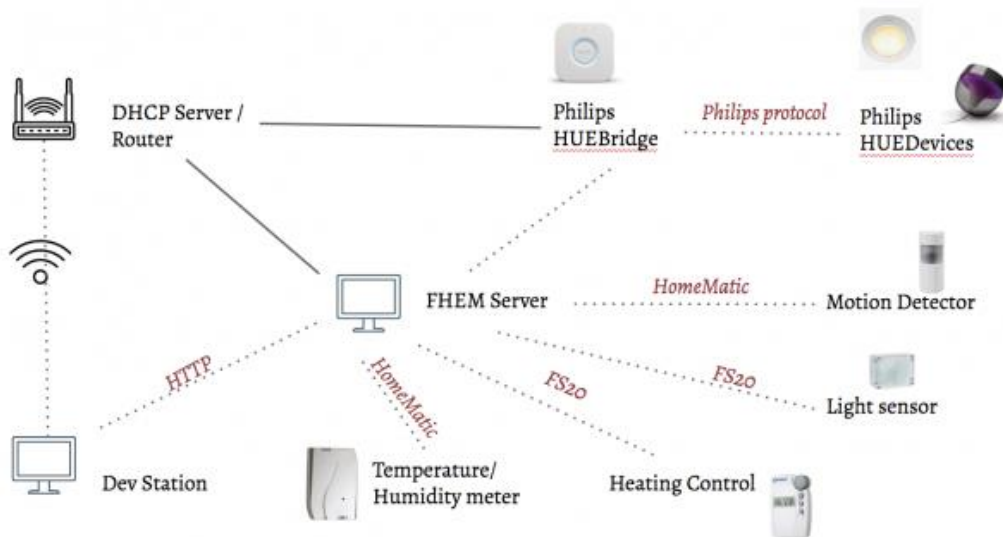 DHCP Server /
Router
Philips
HUEBridge
Philips protocol
Philips
HUEDevices
FHEM Server
HomeMatic
Motion Detector
HTTP
HomeMatic
FS20
FS20
Light sensor
Dev Station
Temperature/
Humidity meter
Heating Control